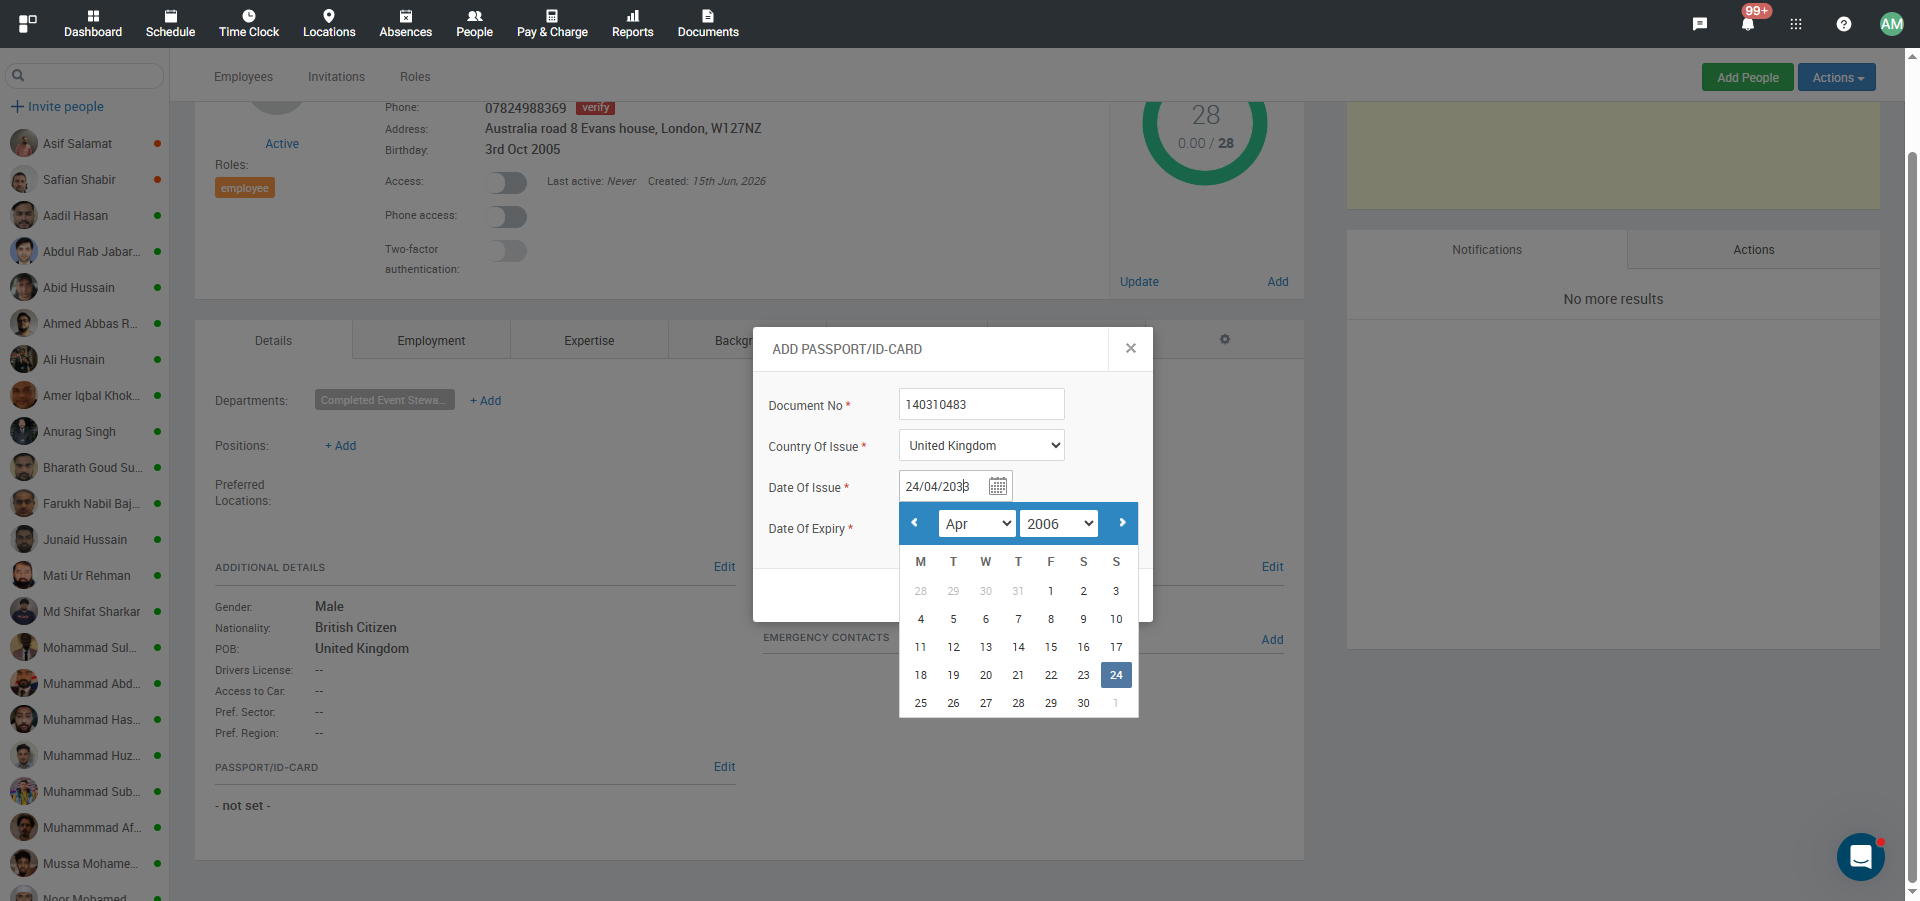 Dashboard
Schedule
Time Clock
Locations
Absences
People
Pay & Charge
Reports
Documents
99+
AM
Employees
Invitations
Roles
Add People
Actions
Invite people
Asif Salamat
Safian Shabir
Aadil Hasan
Abdul Rab Jabar...
Abid Hussain
Ahmed Abbas R...
Ali Husnain
Amer Iqbal Khok...
Anurag Singh
Bharath Goud Su...
Farukh Nabil Baj...
Junaid Hussain
Mati Ur Rehman
Md Shifat Sharkar
Mohammad Sul...
Muhammad Abd...
Muhammad Has...
Muhammad Huz...
Muhammad Sub...
Muhammmad Af...
Mussa Mohame...
Noor Mohamed
Active
Roles:
employee
Phone: 07824988369 verify
Address: Australia road 8 Evans house, London, W127NZ
Birthday: 3rd Oct 2005
Access: Last active: Never Created: 15th Jun, 2026
Phone access:
Two-factor
authentication:
28
0.00 / 28
Update Add
Notifications
Actions
No more results
Details
Employment
Expertise
Backgr
Departments: Completed Event Stewa... + Add
Positions: + Add
Preferred
Locations:
ADDITIONAL DETAILS Edit
Gender: Male
Nationality: British Citizen
POB: United Kingdom
Drivers License: --
Access to Car: --
Pref. Sector: --
Pref. Region: --
PASSPORT/ID-CARD Edit
- not set -
Edit
EMERGENCY CONTACTS Add
ADD PASSPORT/ID-CARD
Document No * 140310483
Country Of Issue * United Kingdom
Date Of Issue * 24/04/2033
Date Of Expiry *
Apr 2006
M T W T F S S
28 29 30 31 1 2 3
4 5 6 7 8 9 10
11 12 13 14 15 16 17
18 19 20 21 22 23 24
25 26 27 28 29 30 1